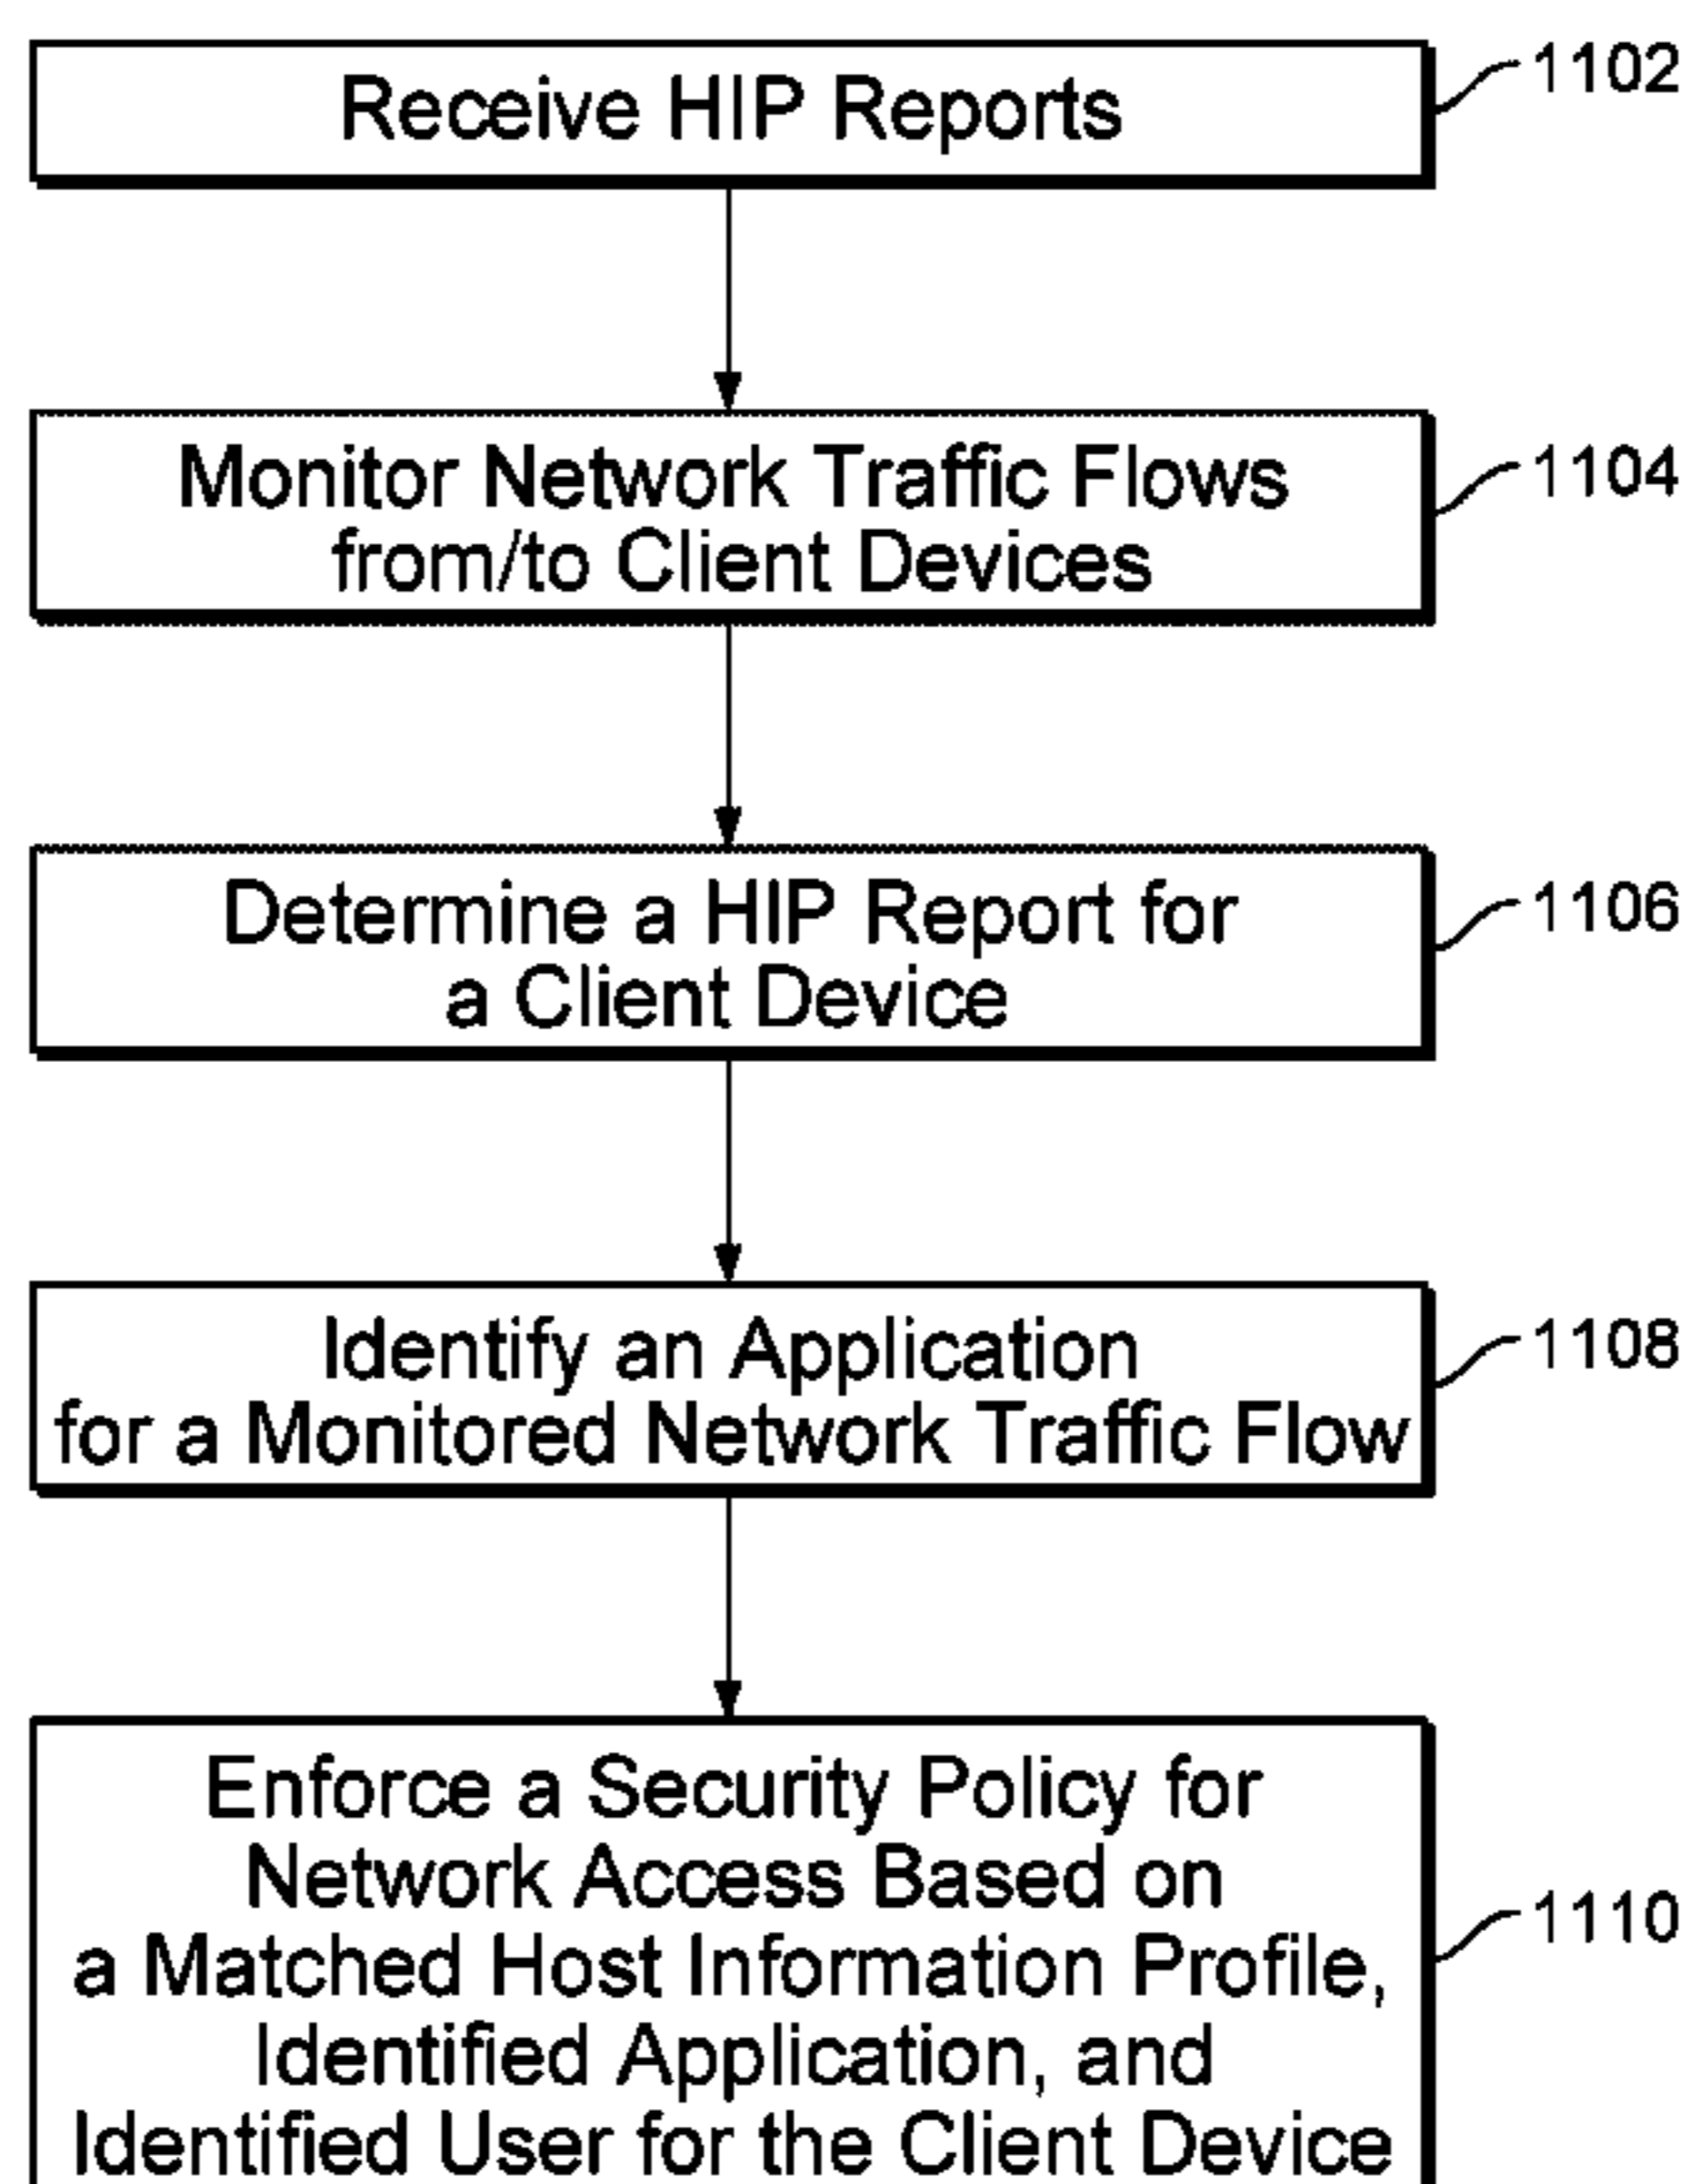 Receive HIP Reports
1102
Monitor Network Traffic Flows
from/to Client Devices
1104
Determine a HIP Report for
a Client Device
1106
Identify an Application
for a Monitored Network Traffic Flow
1108
Enforce a Security Policy for
Network Access Based on
a Matched Host Information Profile,
Identified Application, and
Identified User for the Client Device
1110